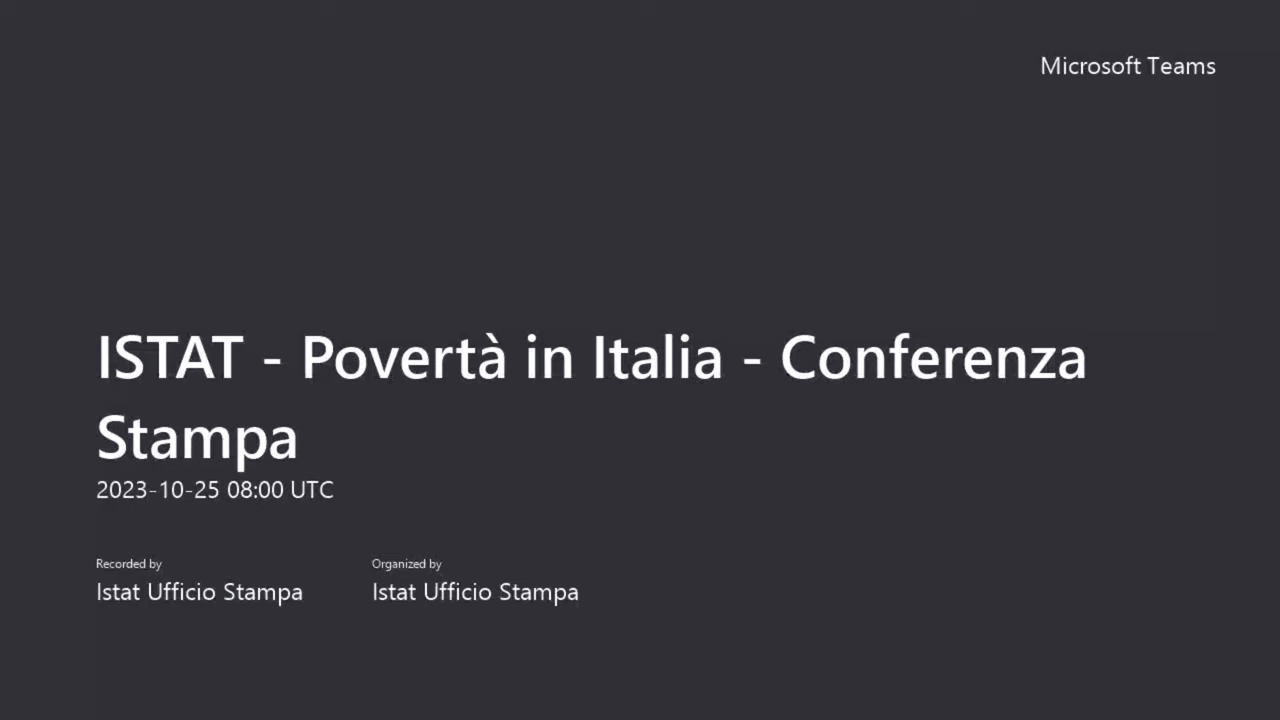 Microsoft Teams
ISTAT - Povertà in Italia - Conferenza
Stampa
2023-10-25 08:00 UTC
Recorded by
Organized by
Istat Ufficio Stampa
Istat Ufficio Stampa